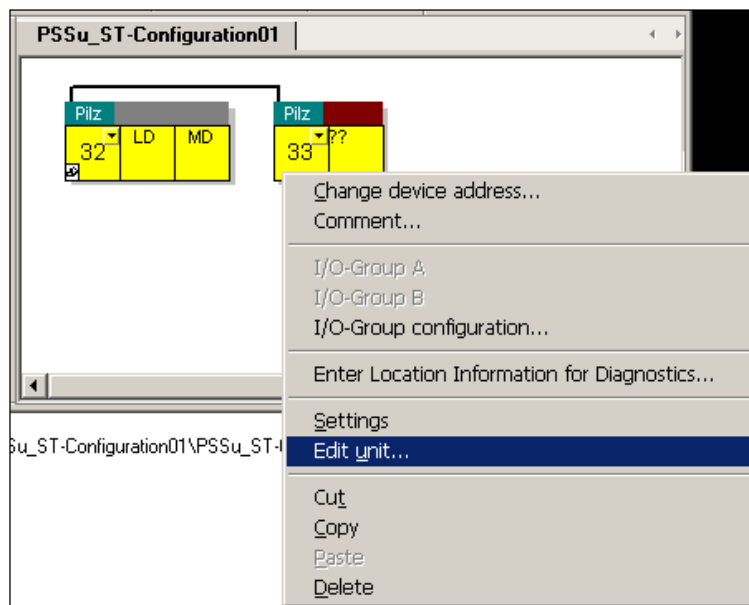 PSSu_ST-Configuration01
Pilz
Pilz
32 LD MD
33 ??
Change device address...
Comment...
I/O-Group A
I/O-Group B
I/O-Group configuration...
Enter Location Information for Diagnostics...
Settings
Su_ST-Configuration01\PSSu_ST-
Edit unit...
Cut
Copy
Paste
Delete